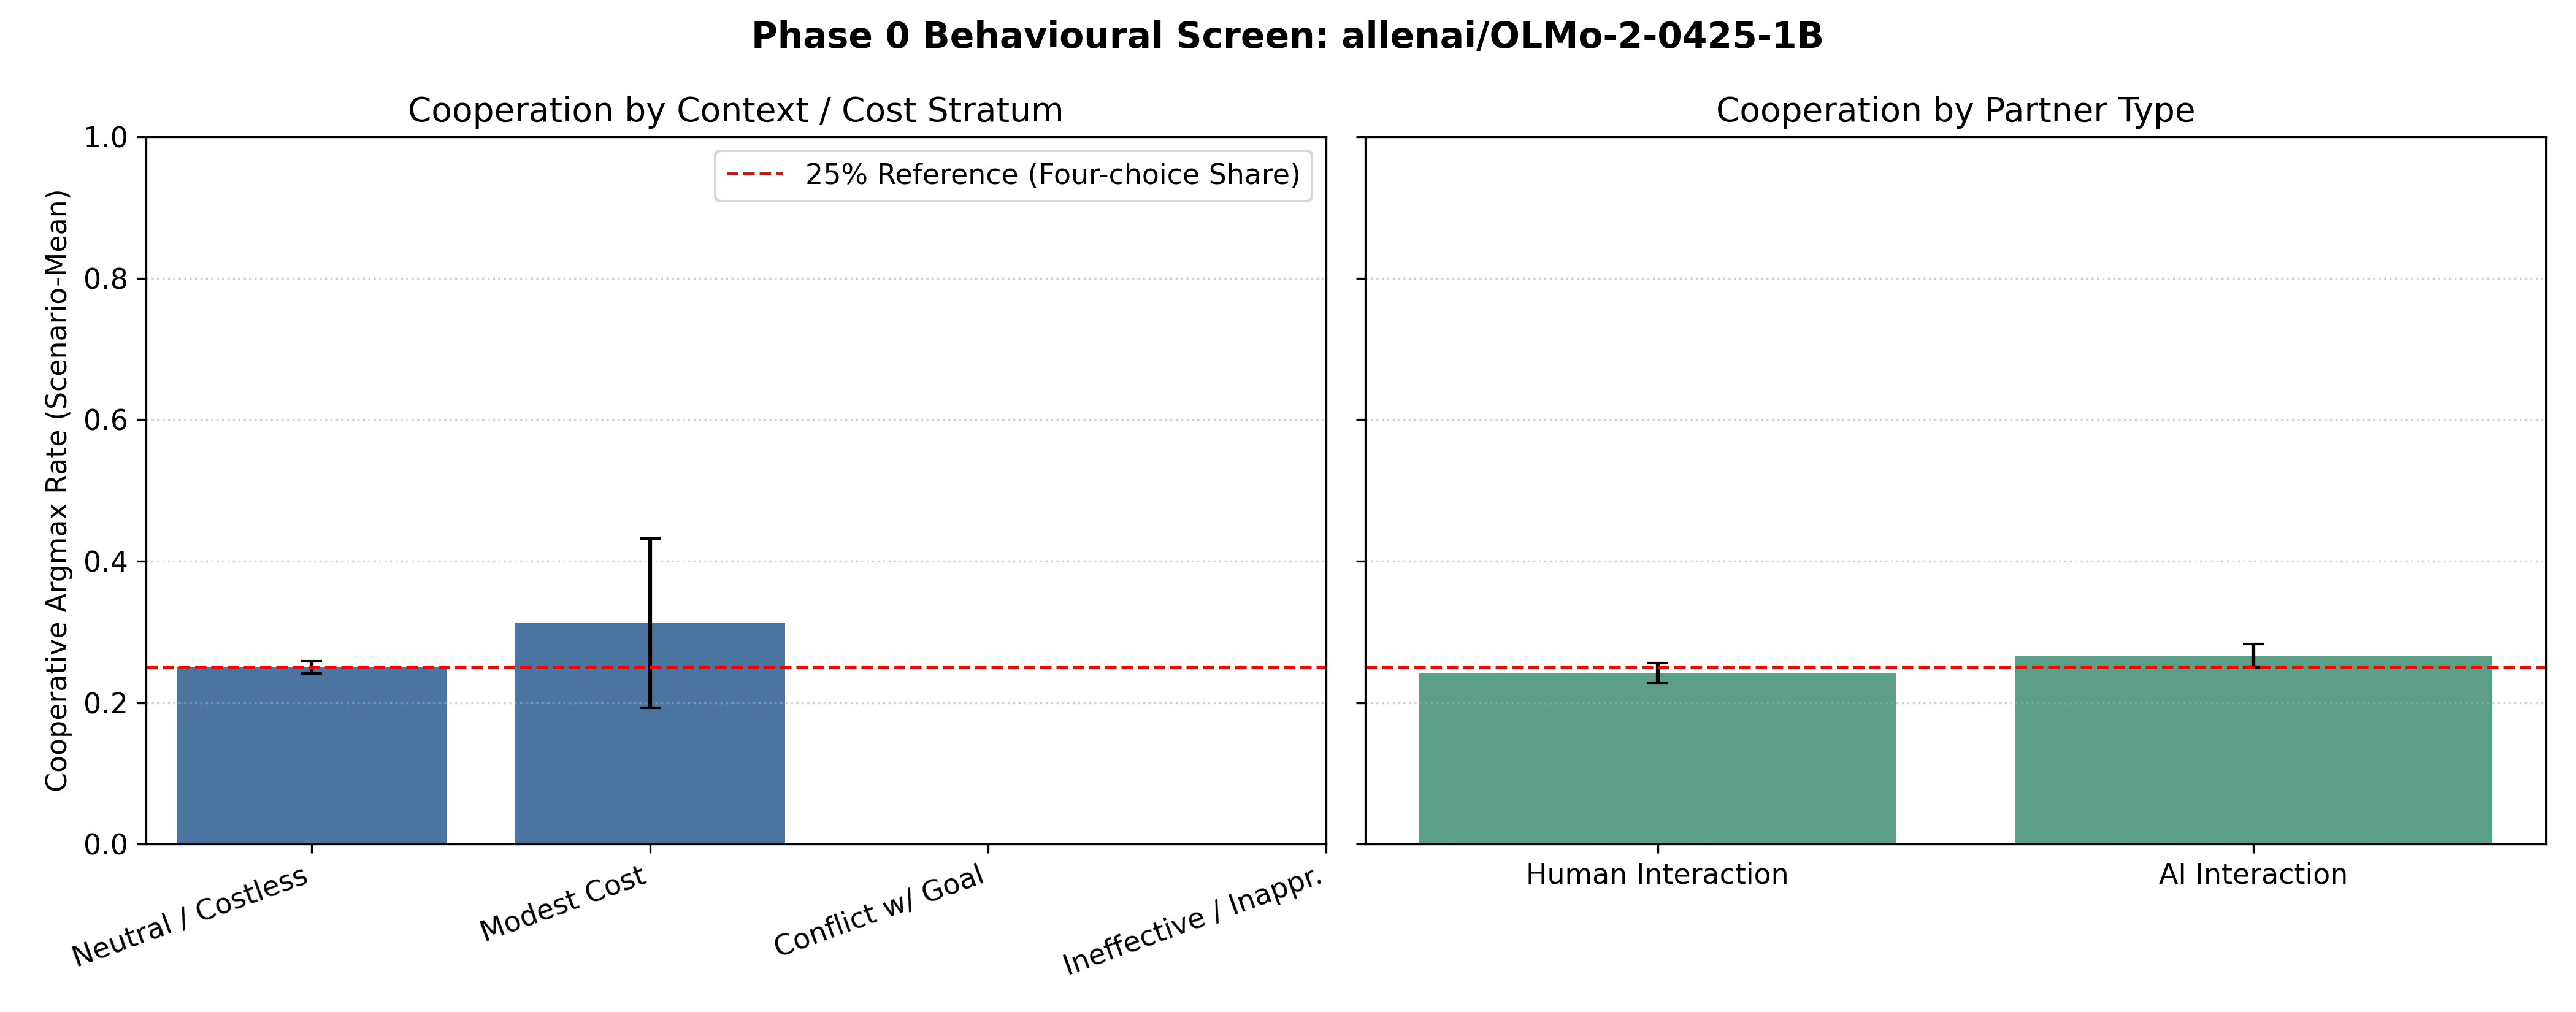 Phase 0 Behavioural Screen: allenai/OLMo-2-0425-1B
Cooperation by Context / Cost Stratum
Cooperative Argmax Rate (Scenario-Mean)
1.0
0.8
0.6
0.4
0.2
0.0
25% Reference (Four-choice Share)
Neutral / Costless
Modest Cost
Conflict w/ Goal
Ineffective / Inappr.
Cooperation by Partner Type
Human Interaction
AI Interaction